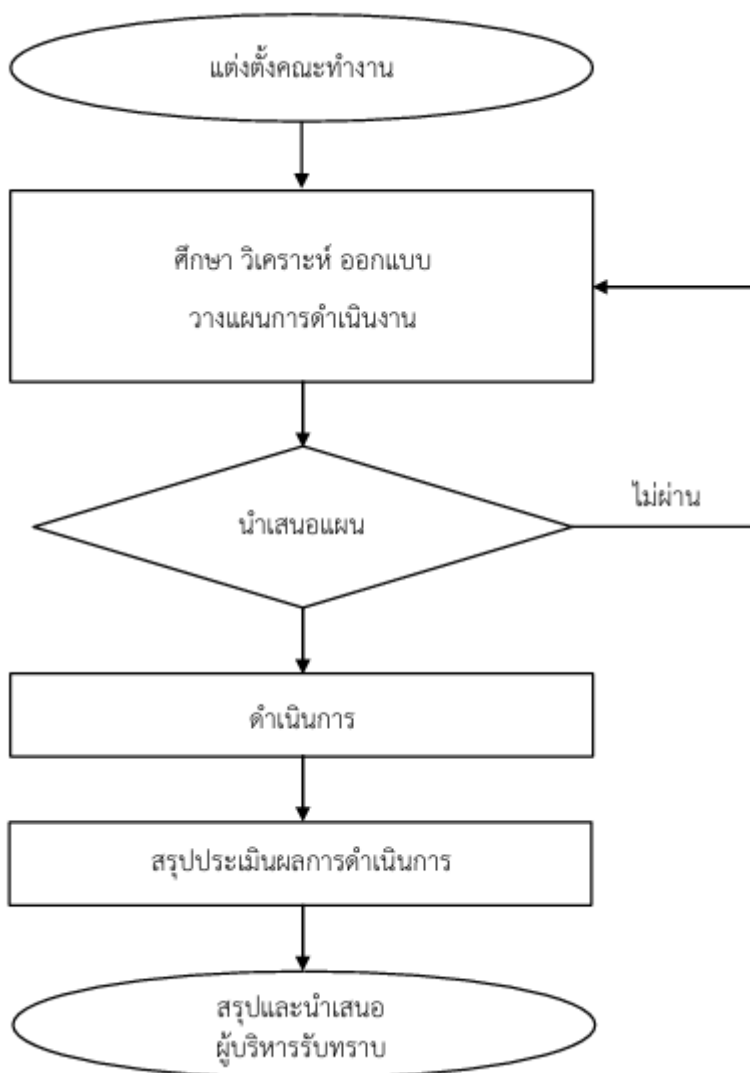 แต่งตั้งคณะทำงาน
ศึกษา วิเคราะห์ ออกแบบ
วางแผนการดำเนินงาน
ไม่ผ่าน
นำเสนอแผน
ดำเนินการ
สรุปประเมินผลการดำเนินการ
สรุปและนำเสนอ
ผู้บริหารรับทราบ